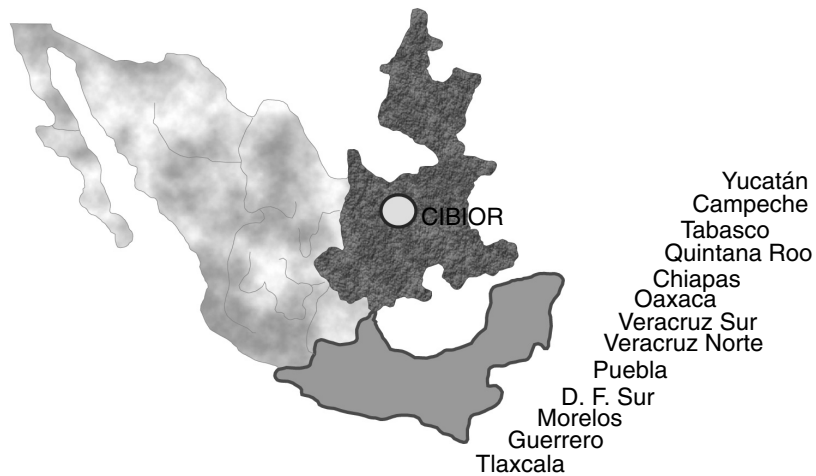 Yucatán
Campeche
CIBIOR
Tabasco
Quintana Roo
Chiapas
Oaxaca
Veracruz Sur
Veracruz Norte
Puebla
D. F. Sur
Morelos
Guerrero
Tlaxcala